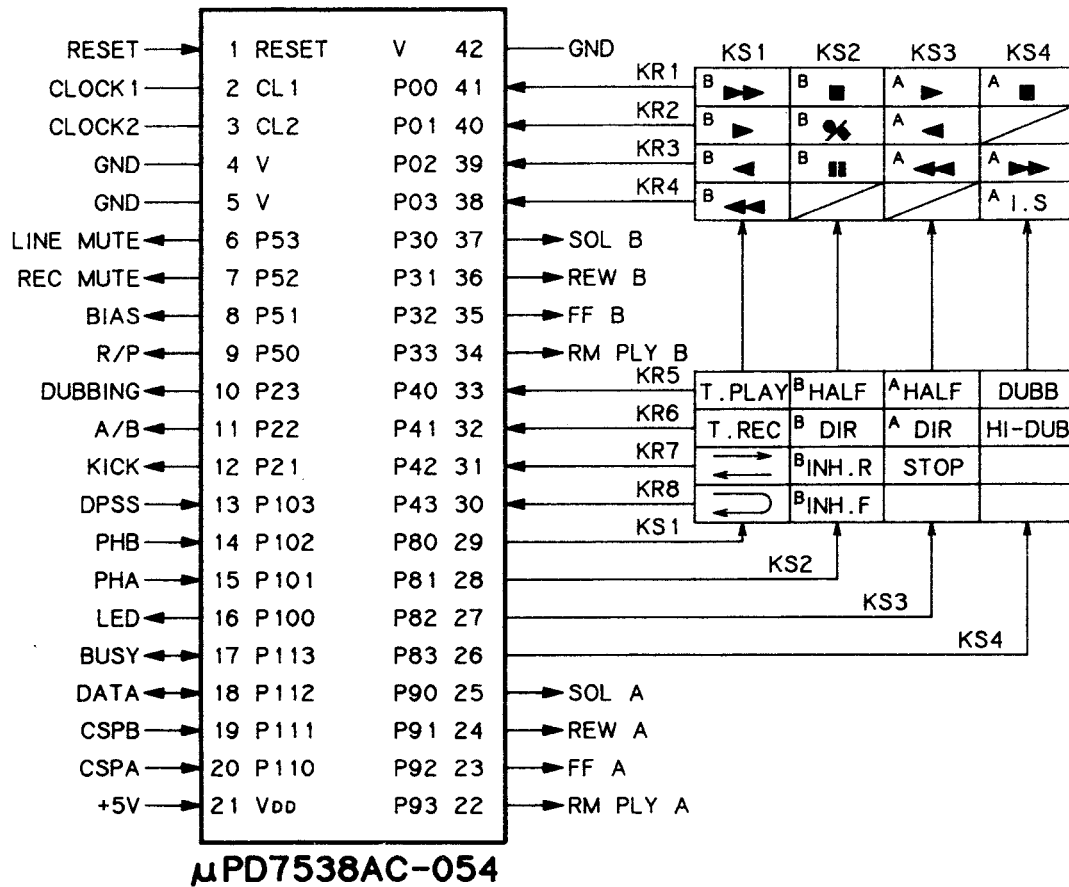 KS1 KS2 KS3 KS4
RESET 1 RESET V 42 GND
CLOCK1 2 CL1 P00 41 KR1 B B A A
CLOCK2 3 CL2 P01 40 KR2 B B A
GND 4 V P02 39 KR3 B B A A
GND 5 V P03 38 KR4 B A I.S
LINE MUTE 6 P53 P30 37 SOL B
REC MUTE 7 P52 P31 36 REW B
BIAS 8 P51 P32 35 FF B
R/P 9 P50 P33 34 RM PLY B
DUBBING 10 P23 P40 33 KR5 T.PLAY B HALF A HALF DUBB
A/B 11 P22 P41 32 KR6 T.REC B DIR A DIR HI-DUB
KICK 12 P21 P42 31 KR7 B INH.R STOP
DPSS 13 P103 P43 30 KR8 B INH.F
PHB 14 P102 P80 29 KS1
PHA 15 P101 P81 28 KS2
LED 16 P100 P82 27 KS3
BUSY 17 P113 P83 26 KS4
DATA 18 P112 P90 25 SOL A
CSPB 19 P111 P91 24 REW A
CSPA 20 P110 P92 23 FF A
+5V 21 VDD P93 22 RM PLY A
μPD7538AC-054